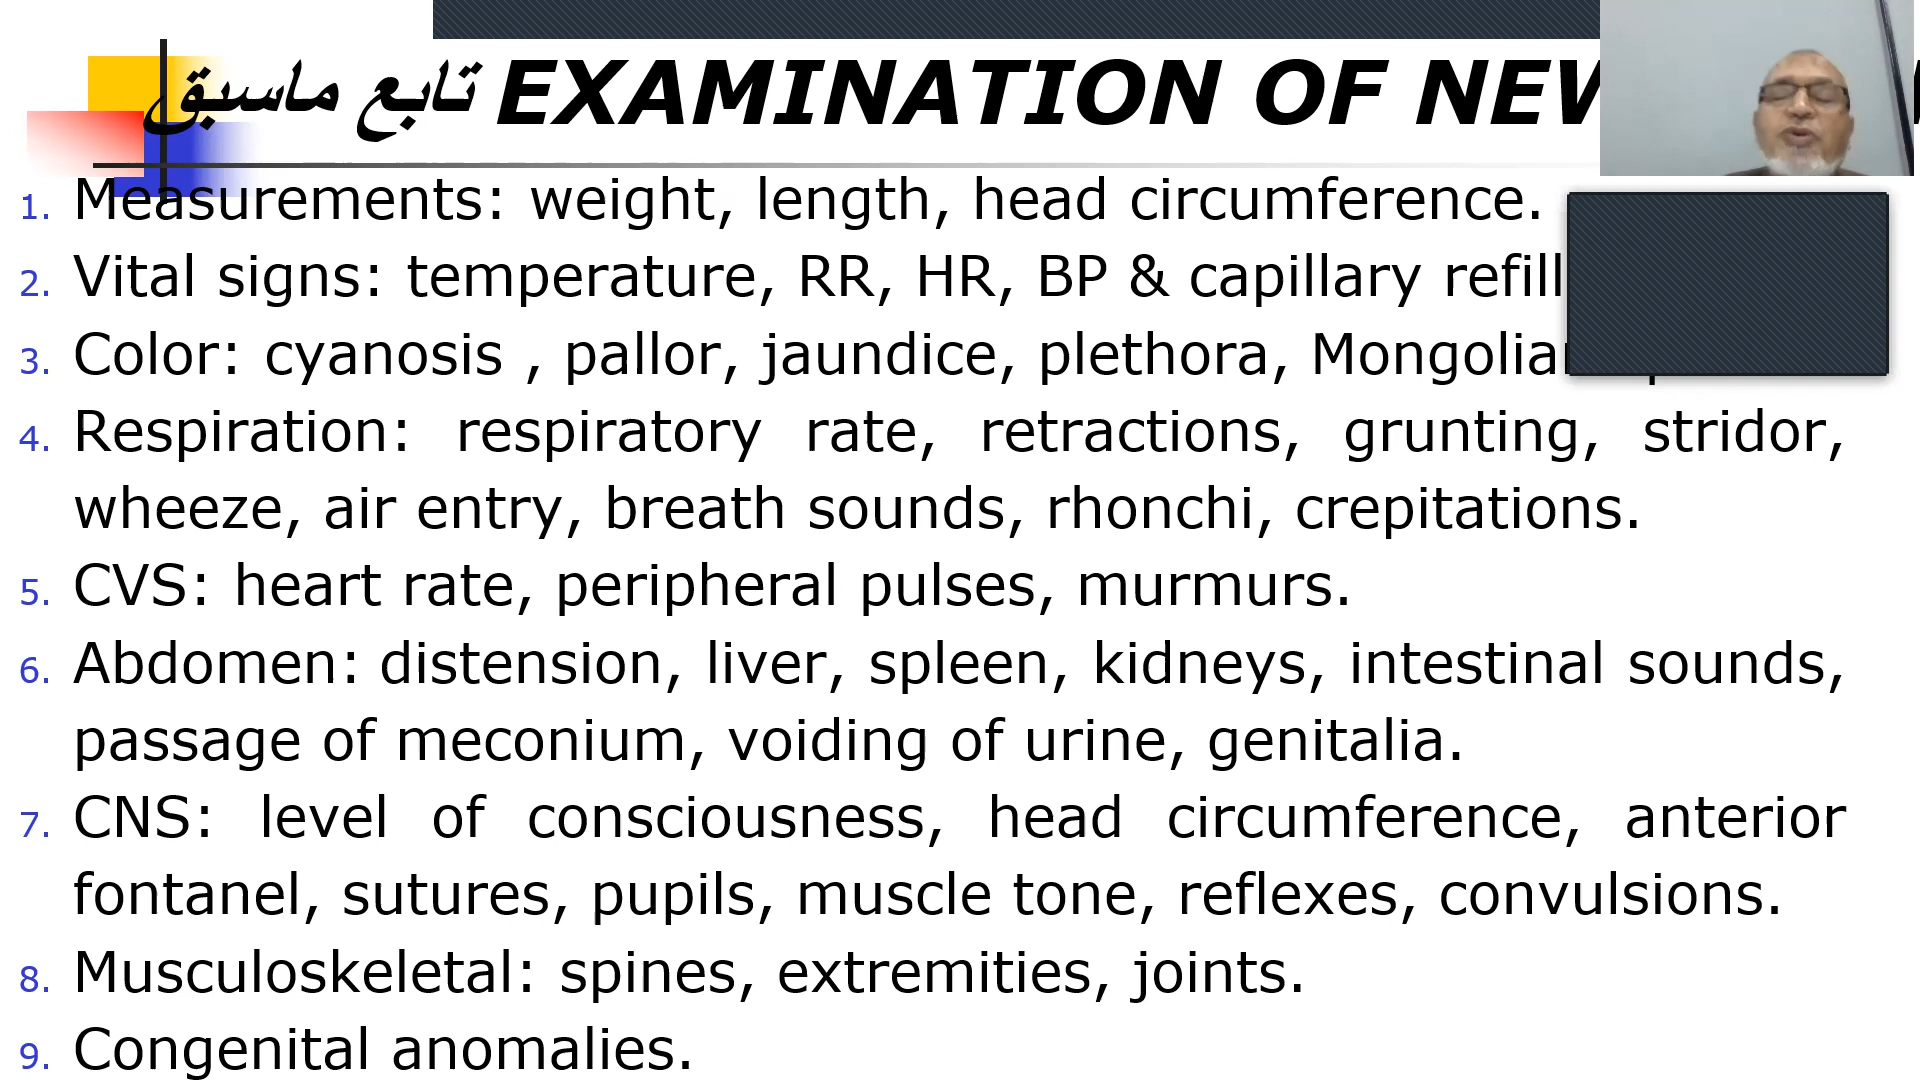 تابع ماسبق EXAMINATION OF
1. Measurements: weight, length, head circumference.
2. Vital signs: temperature, RR, HR, BP & capillary refill
3. Color: cyanosis , pallor, jaundice, plethora,
4. Respiration: respiratory rate, retractions, grunting, stridor,
wheeze, air entry, breath sounds, rhonchi, crepitations.
5. CVS: heart rate, peripheral pulses, murmurs.
6. Abdomen: distension, liver, spleen, kidneys, intestinal sounds,
passage of meconium, voiding of urine, genitalia.
7. CNS: level of consciousness, head circumference, anterior
fontanel, sutures, pupils, muscle tone, reflexes, convulsions.
8. Musculoskeletal: spines, extremities, joints.
9. Congenital anomalies.